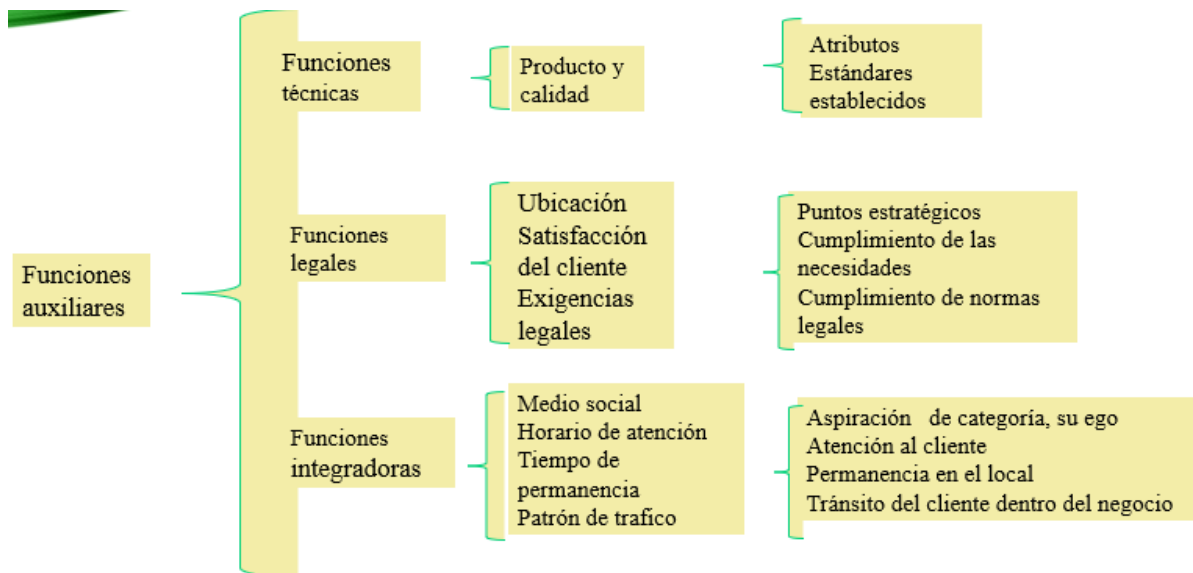 Funciones
auxiliares
Funciones
técnicas
Producto y
calidad
Atributos
Estándares
establecidos
Funciones
legales
Ubicación
Satisfacción
del cliente
Exigencias
legales
Puntos estratégicos
Cumplimiento de las
necesidades
Cumplimiento de normas
legales
Funciones
integradoras
Medio social
Horario de atención
Tiempo de
permanencia
Patrón de trafico
Aspiración de categoría, su ego
Atención al cliente
Permanencia en el local
Tránsito del cliente dentro del negocio